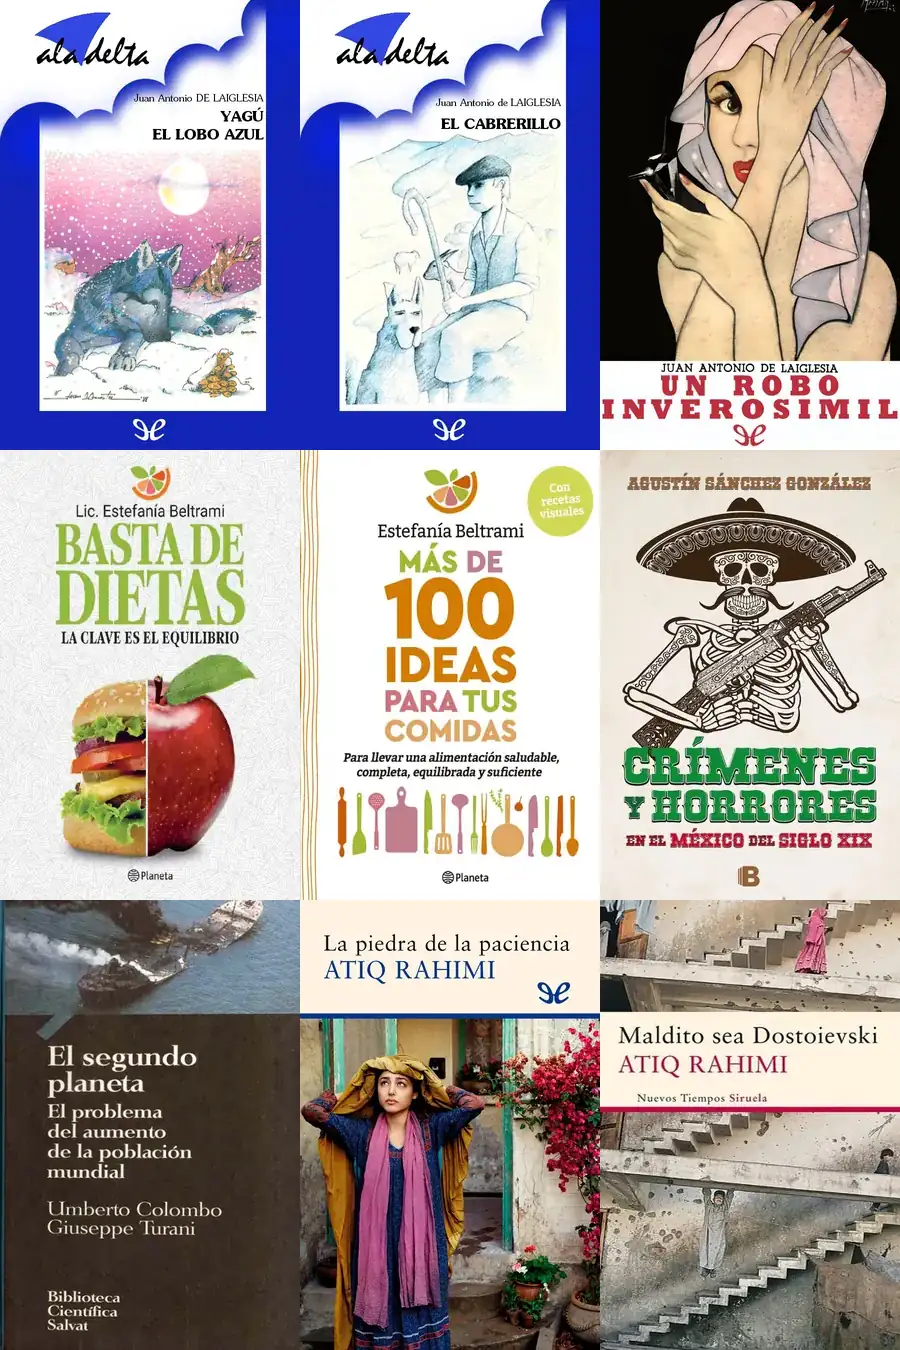 ala delta
Juan Antonio DE LAIGLESIA
YAGÚ
EL LOBO AZUL
ala delta
Juan Antonio de LAIGLESIA
EL CABRERILLO
JUAN ANTONIO DE LAIGLESIA
UN ROBO
INVEROSIMIL
Lic. Estefanía Beltrami
BASTA DE
DIETAS
LA CLAVE ES EL EQUILIBRIO
Planeta
Con
recetas
visuales
Estefanía Beltrami
MÁS DE
100
IDEAS
PARA TUS
COMIDAS
Para llevar una alimentación saludable,
completa, equilibrada y suficiente
Planeta
AGUSTÍN SÁNCHEZ GONZÁLEZ
CRÍMENES
Y HORRORES
EN EL MÉXICO DEL SIGLO XIX
B
El segundo
planeta
El problema
del aumento
de la población
mundial
Umberto Colombo
Giuseppe Turani
Biblioteca
Científica
Salvat
La piedra de la paciencia
ATIQ RAHIMI
Maldito sea Dostoievski
ATIQ RAHIMI
Nuevos Tiempos Siruela